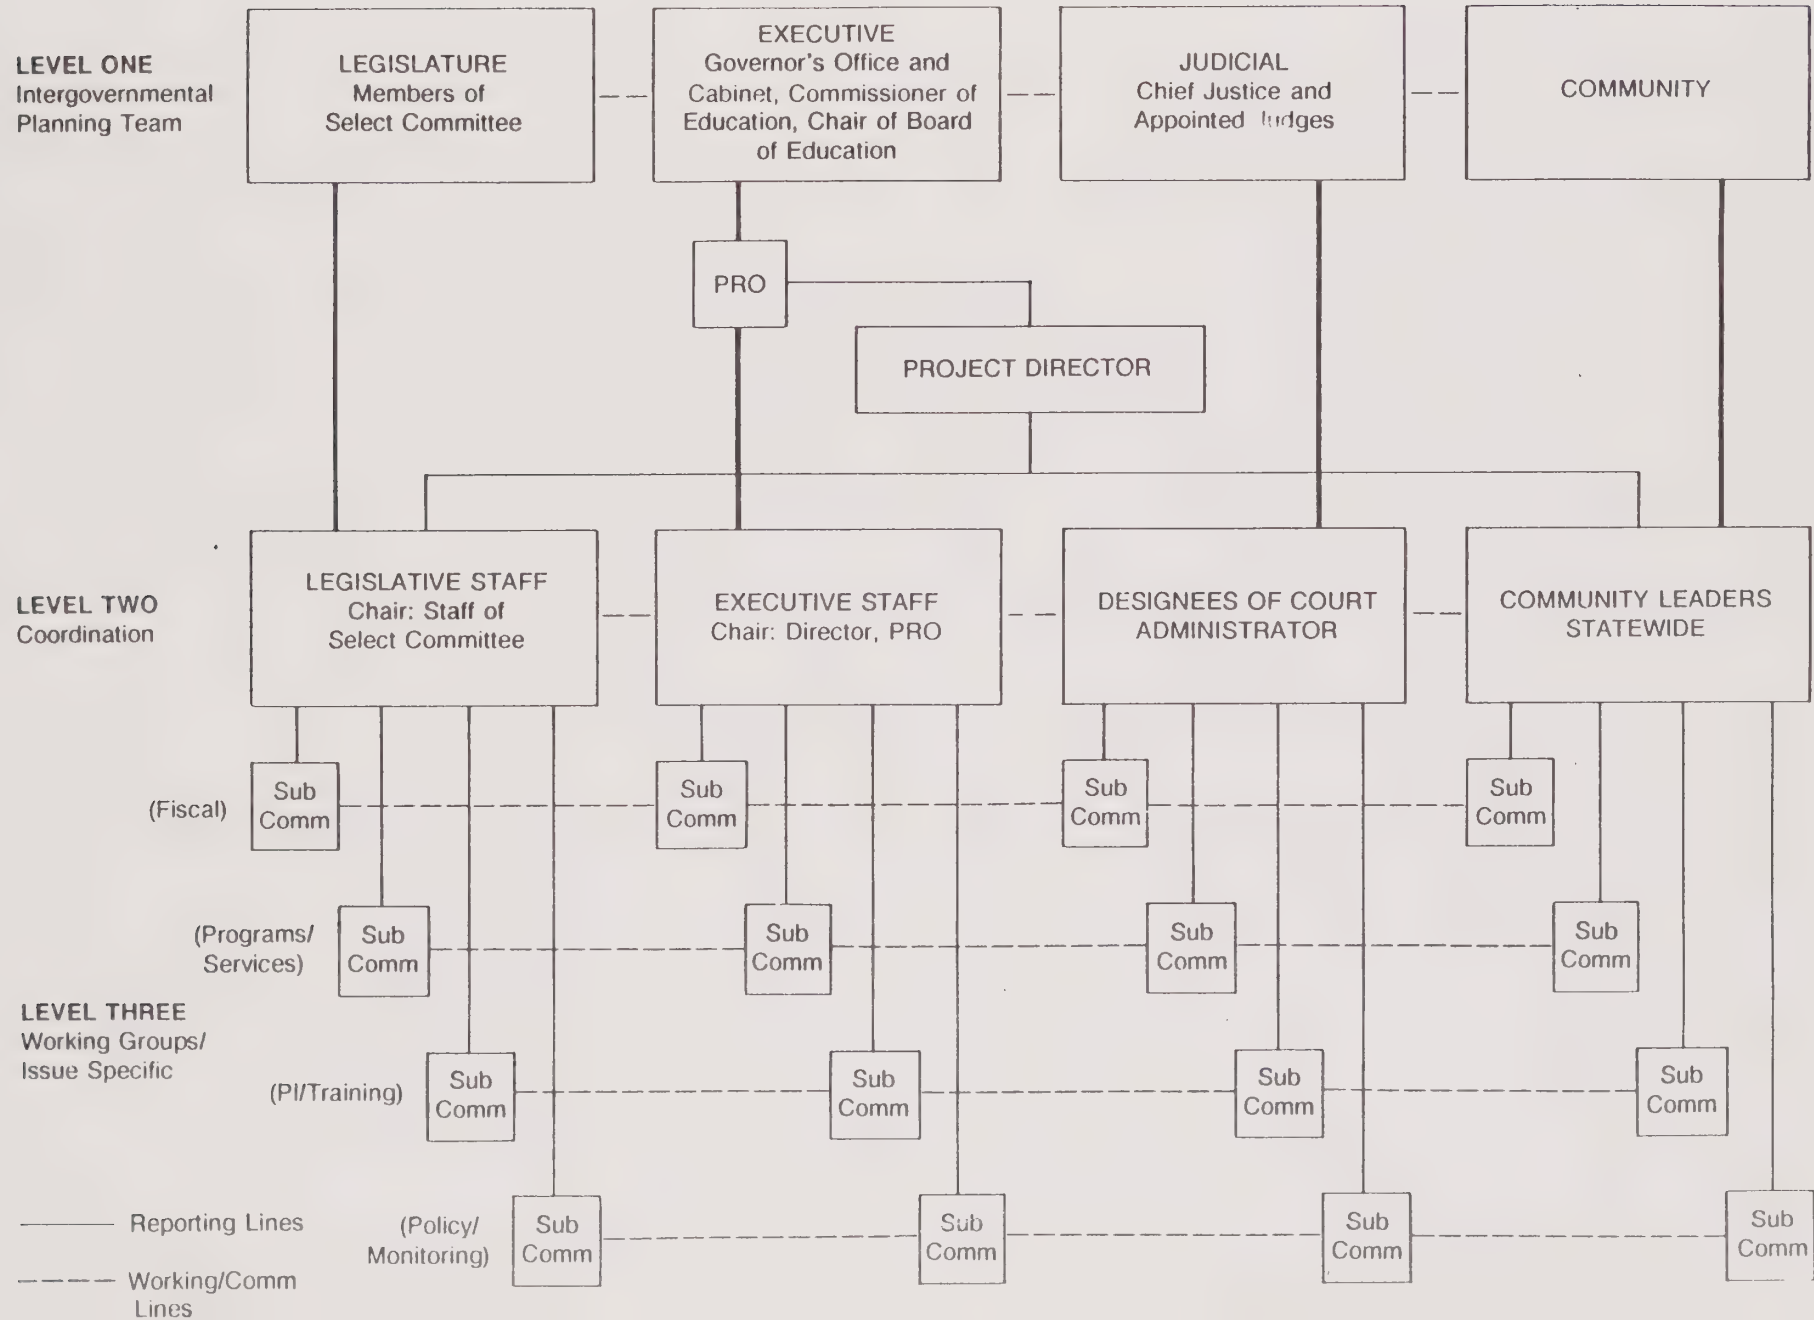 LEVEL ONE
Intergovernmental
Planning Team
LEGISLATURE
Members of
Select Committee
EXECUTIVE
Governor's Office and
Cabinet, Commissioner of
Education, Chair of Board
of Education
JUDICIAL
Chief Justice and
Appointed Judges
COMMUNITY
PRO
PROJECT DIRECTOR
LEVEL TWO
Coordination
LEGISLATIVE STAFF
Chair: Staff of
Select Committee
EXECUTIVE STAFF
Chair: Director, PRO
DESIGNEES OF COURT
ADMINISTRATOR
COMMUNITY LEADERS
STATEWIDE
(Fiscal)
Sub
Comm
Sub
Comm
Sub
Comm
Sub
Comm
(Programs/
Services)
Sub
Comm
Sub
Comm
Sub
Comm
Sub
Comm
LEVEL THREE
Working Groups/
Issue Specific
(PI/Training)
Sub
Comm
Sub
Comm
Sub
Comm
Sub
Comm
(Policy/
Monitoring)
Sub
Comm
Sub
Comm
Sub
Comm
Sub
Comm
Reporting Lines
Working/Comm
Lines